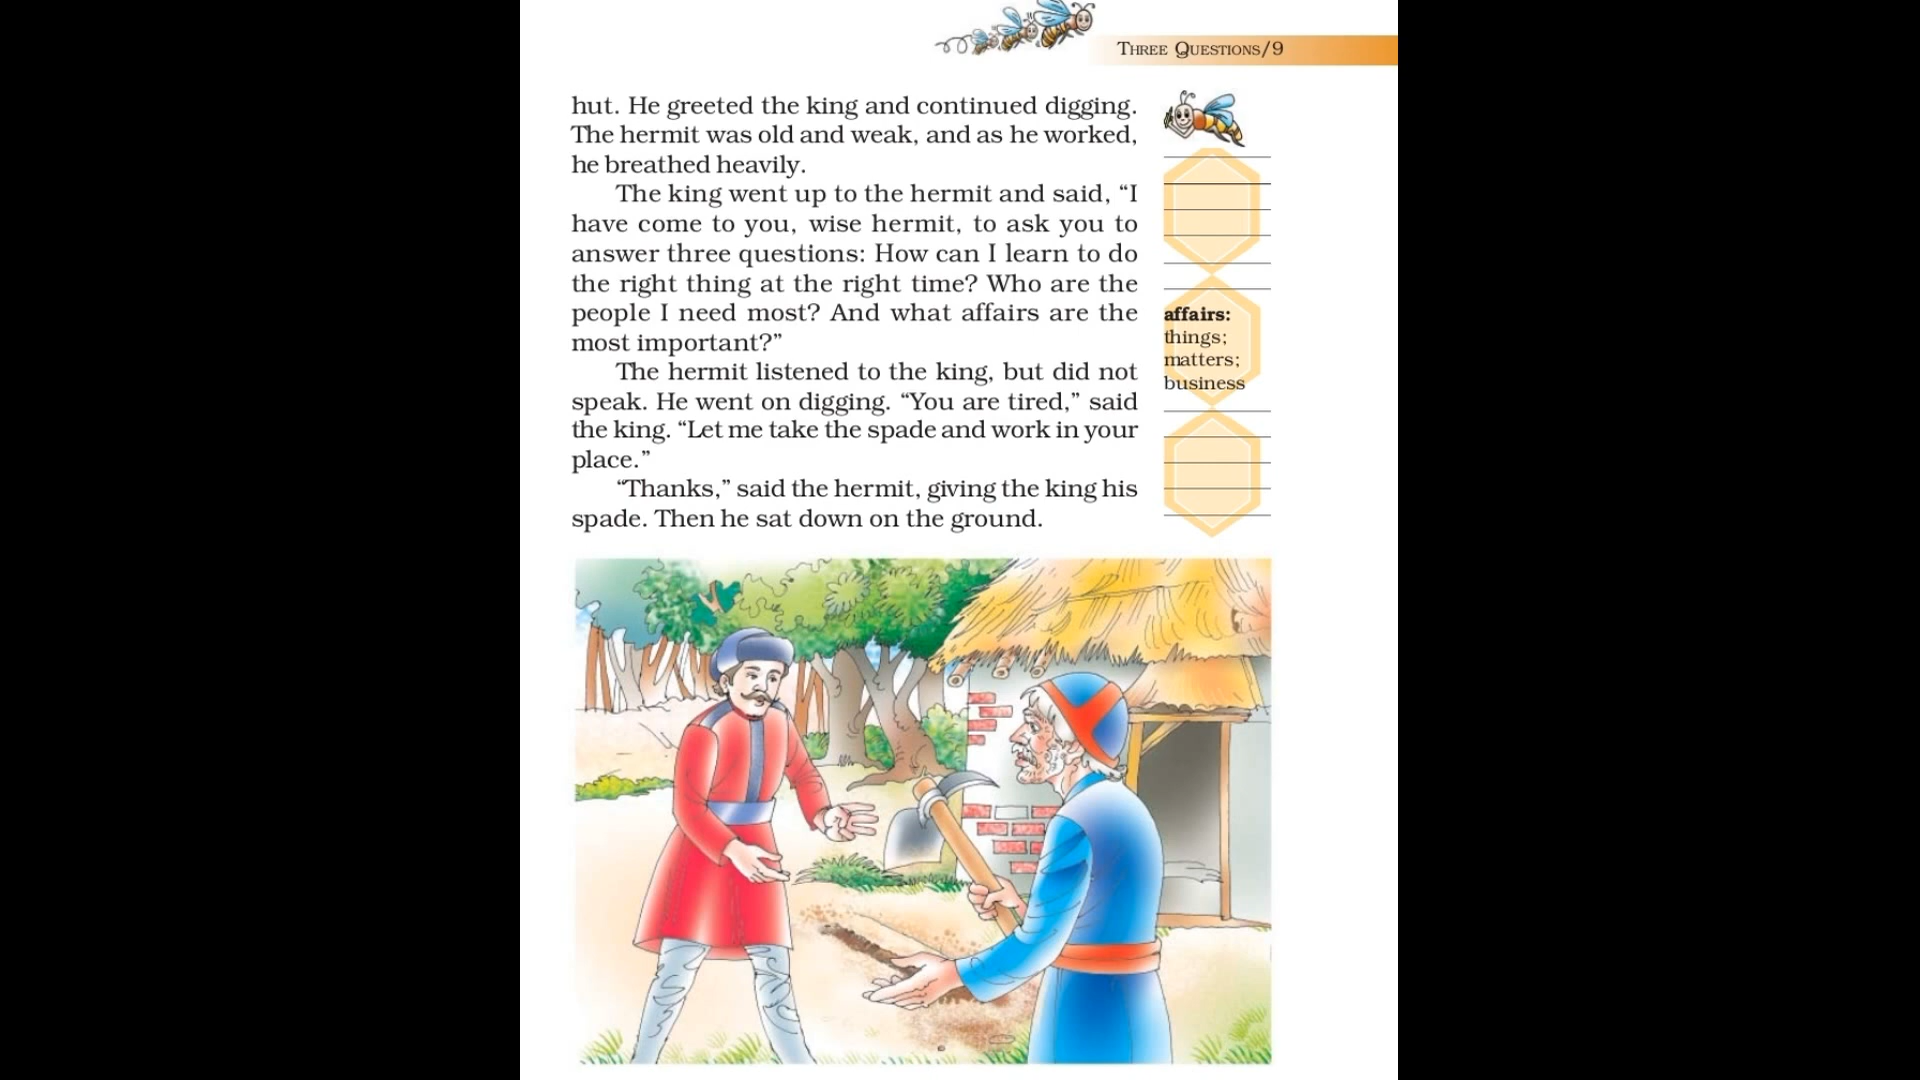 THREE QUESTIONS/9
hut. He greeted the king and continued digging.
The hermit was old and weak, and as he worked,
he breathed heavily.
The king went up to the hermit and said, “I
have come to you, wise hermit, to ask you to
answer three questions: How can I learn to do
the right thing at the right time? Who are the
people I need most? And what affairs are the
most important?”
The hermit listened to the king, but did not
speak. He went on digging. “You are tired,” said
the king. “Let me take the spade and work in your
place.”
“Thanks,” said the hermit, giving the king his
spade. Then he sat down on the ground.
affairs:
things;
matters;
business